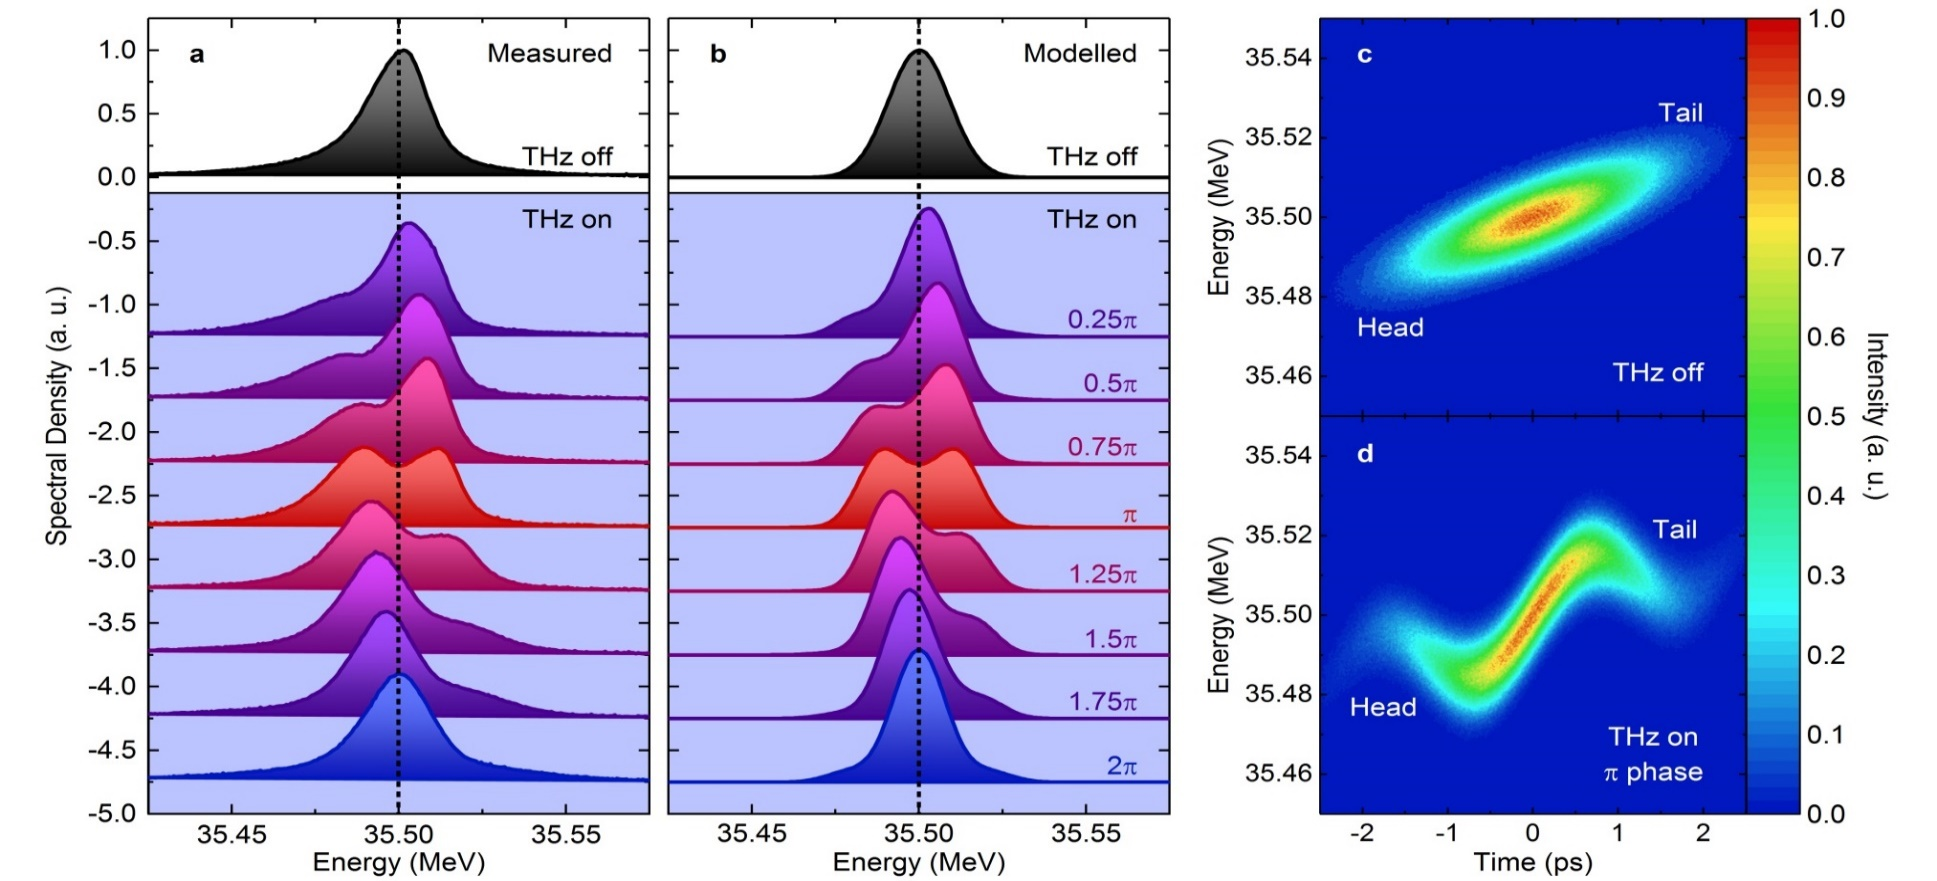 a
Measured
THz off
THz on
1.0
0.5
0.0
-0.5
-1.0
-1.5
-2.0
-2.5
-3.0
-3.5
-4.0
-4.5
-5.0
Spectral Density (a. u.)
35.45
35.50
35.55
Energy (MeV)
b
Modelled
THz off
THz on
0.25π
0.5π
0.75π
π
1.25π
1.5π
1.75π
2π
35.45
35.50
35.55
Energy (MeV)
c
Tail
Head
THz off
35.54
35.52
35.50
35.48
35.46
Energy (MeV)
d
Tail
Head
THz on
π phase
35.54
35.52
35.50
35.48
35.46
Energy (MeV)
-2
-1
0
1
2
Time (ps)
1.0
0.9
0.8
0.7
0.6
0.5
0.4
0.3
0.2
0.1
0.0
Intensity (a. u.)